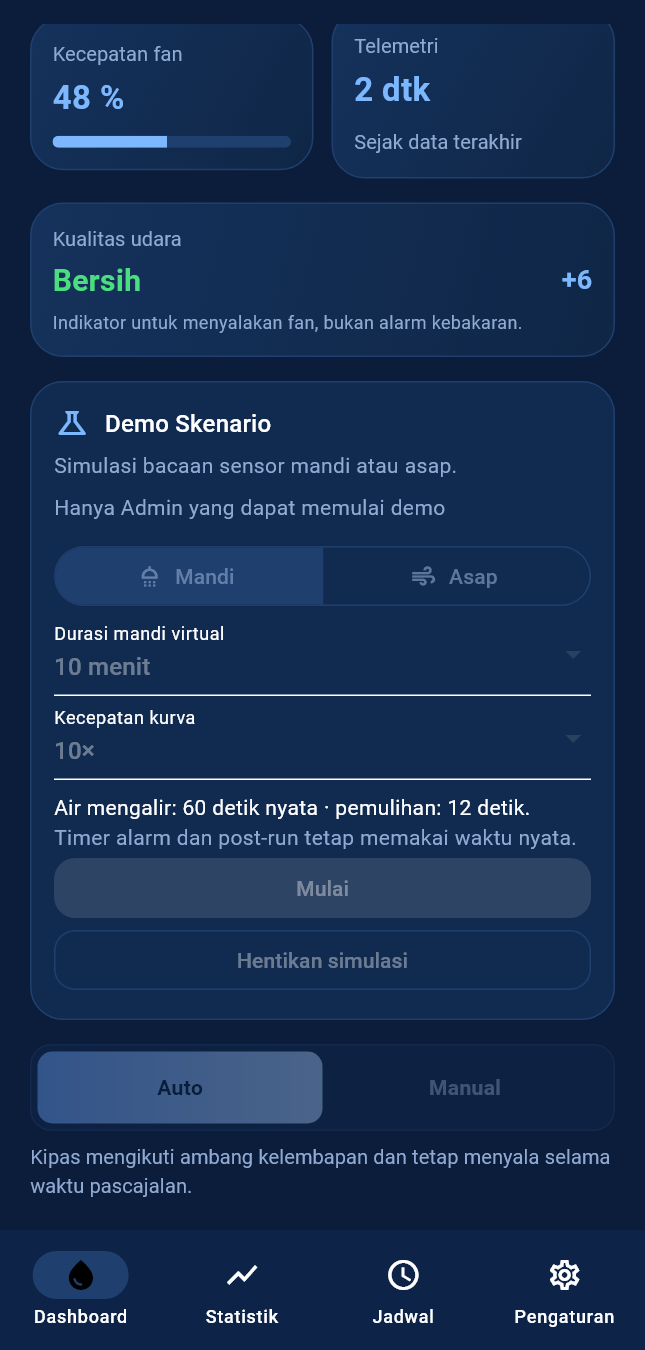 Kecepatan fan
48 %
Telemetri
2 dtk
Sejak data terakhir
Kualitas udara
Bersih
+6
Indikator untuk menyalakan fan, bukan alarm kebakaran.
Demo Skenario
Simulasi bacaan sensor mandi atau asap.
Hanya Admin yang dapat memulai demo
Mandi
Asap
Durasi mandi virtual
10 menit
Kecepatan kurva
10×
Air mengalir: 60 detik nyata · pemulihan: 12 detik.
Timer alarm dan post-run tetap memakai waktu nyata.
Mulai
Hentikan simulasi
Auto
Manual
Kipas mengikuti ambang kelembapan dan tetap menyala selama
waktu pascajalan.
Dashboard
Statistik
Jadwal
Pengaturan